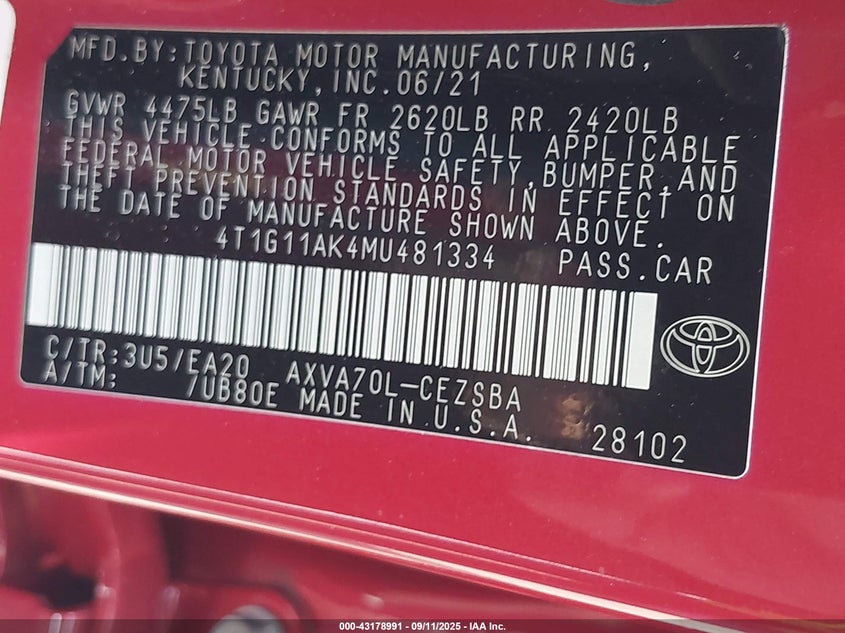 MFD.BY:TOYOTA MOTOR MANUFACTURING,
KENTUCKY,INC.06/21
GVWR 4475LB GAWR FR 2620LB RR 2420LB
THIS VEHICLE CONFORMS TO ALL APPLICABLE
FEDERAL MOTOR VEHICLE SAFETY,BUMPER,AND
THEFT PREVENTION STANDARDS IN EFFECT ON
THE DATE OF MANUFACTURE SHOWN ABOVE.
4T1G11AK4MU481334 PASS.CAR
C/TR:3U5/EA20 AXVA70L-CEZSBA
A/TM: 7UB80E MADE IN U.S.A. 28102
000-43178991 - 09/11/2025 - IAA Inc.